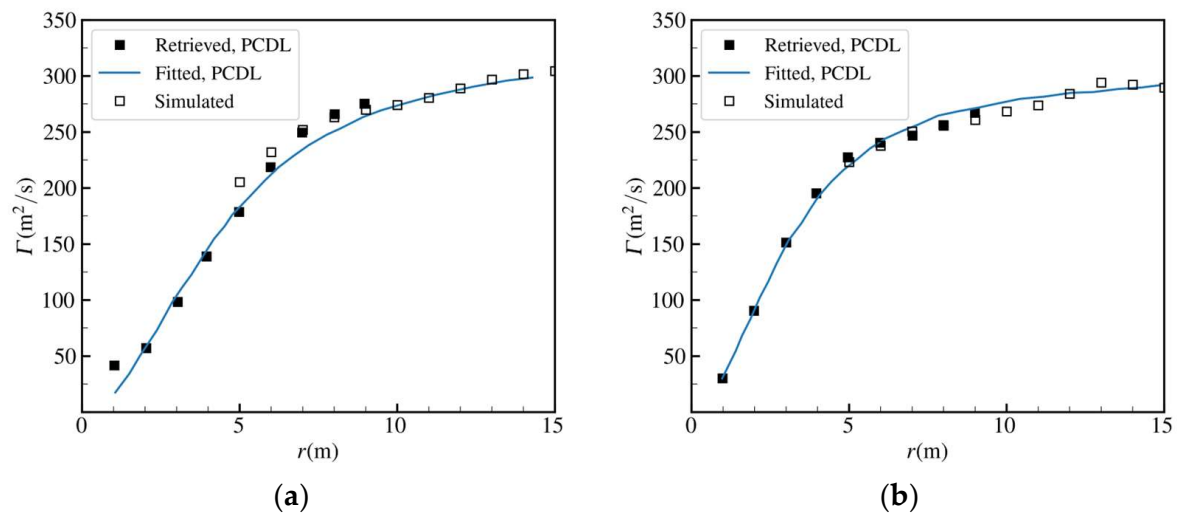 350
300
250
200
150
100
50
Γ(m²/s)
Retrieved, PCDL
Fitted, PCDL
Simulated
0
5
10
15
r(m)
(a)
350
300
250
200
150
100
50
Γ(m²/s)
Retrieved, PCDL
Fitted, PCDL
Simulated
0
5
10
15
r(m)
(b)